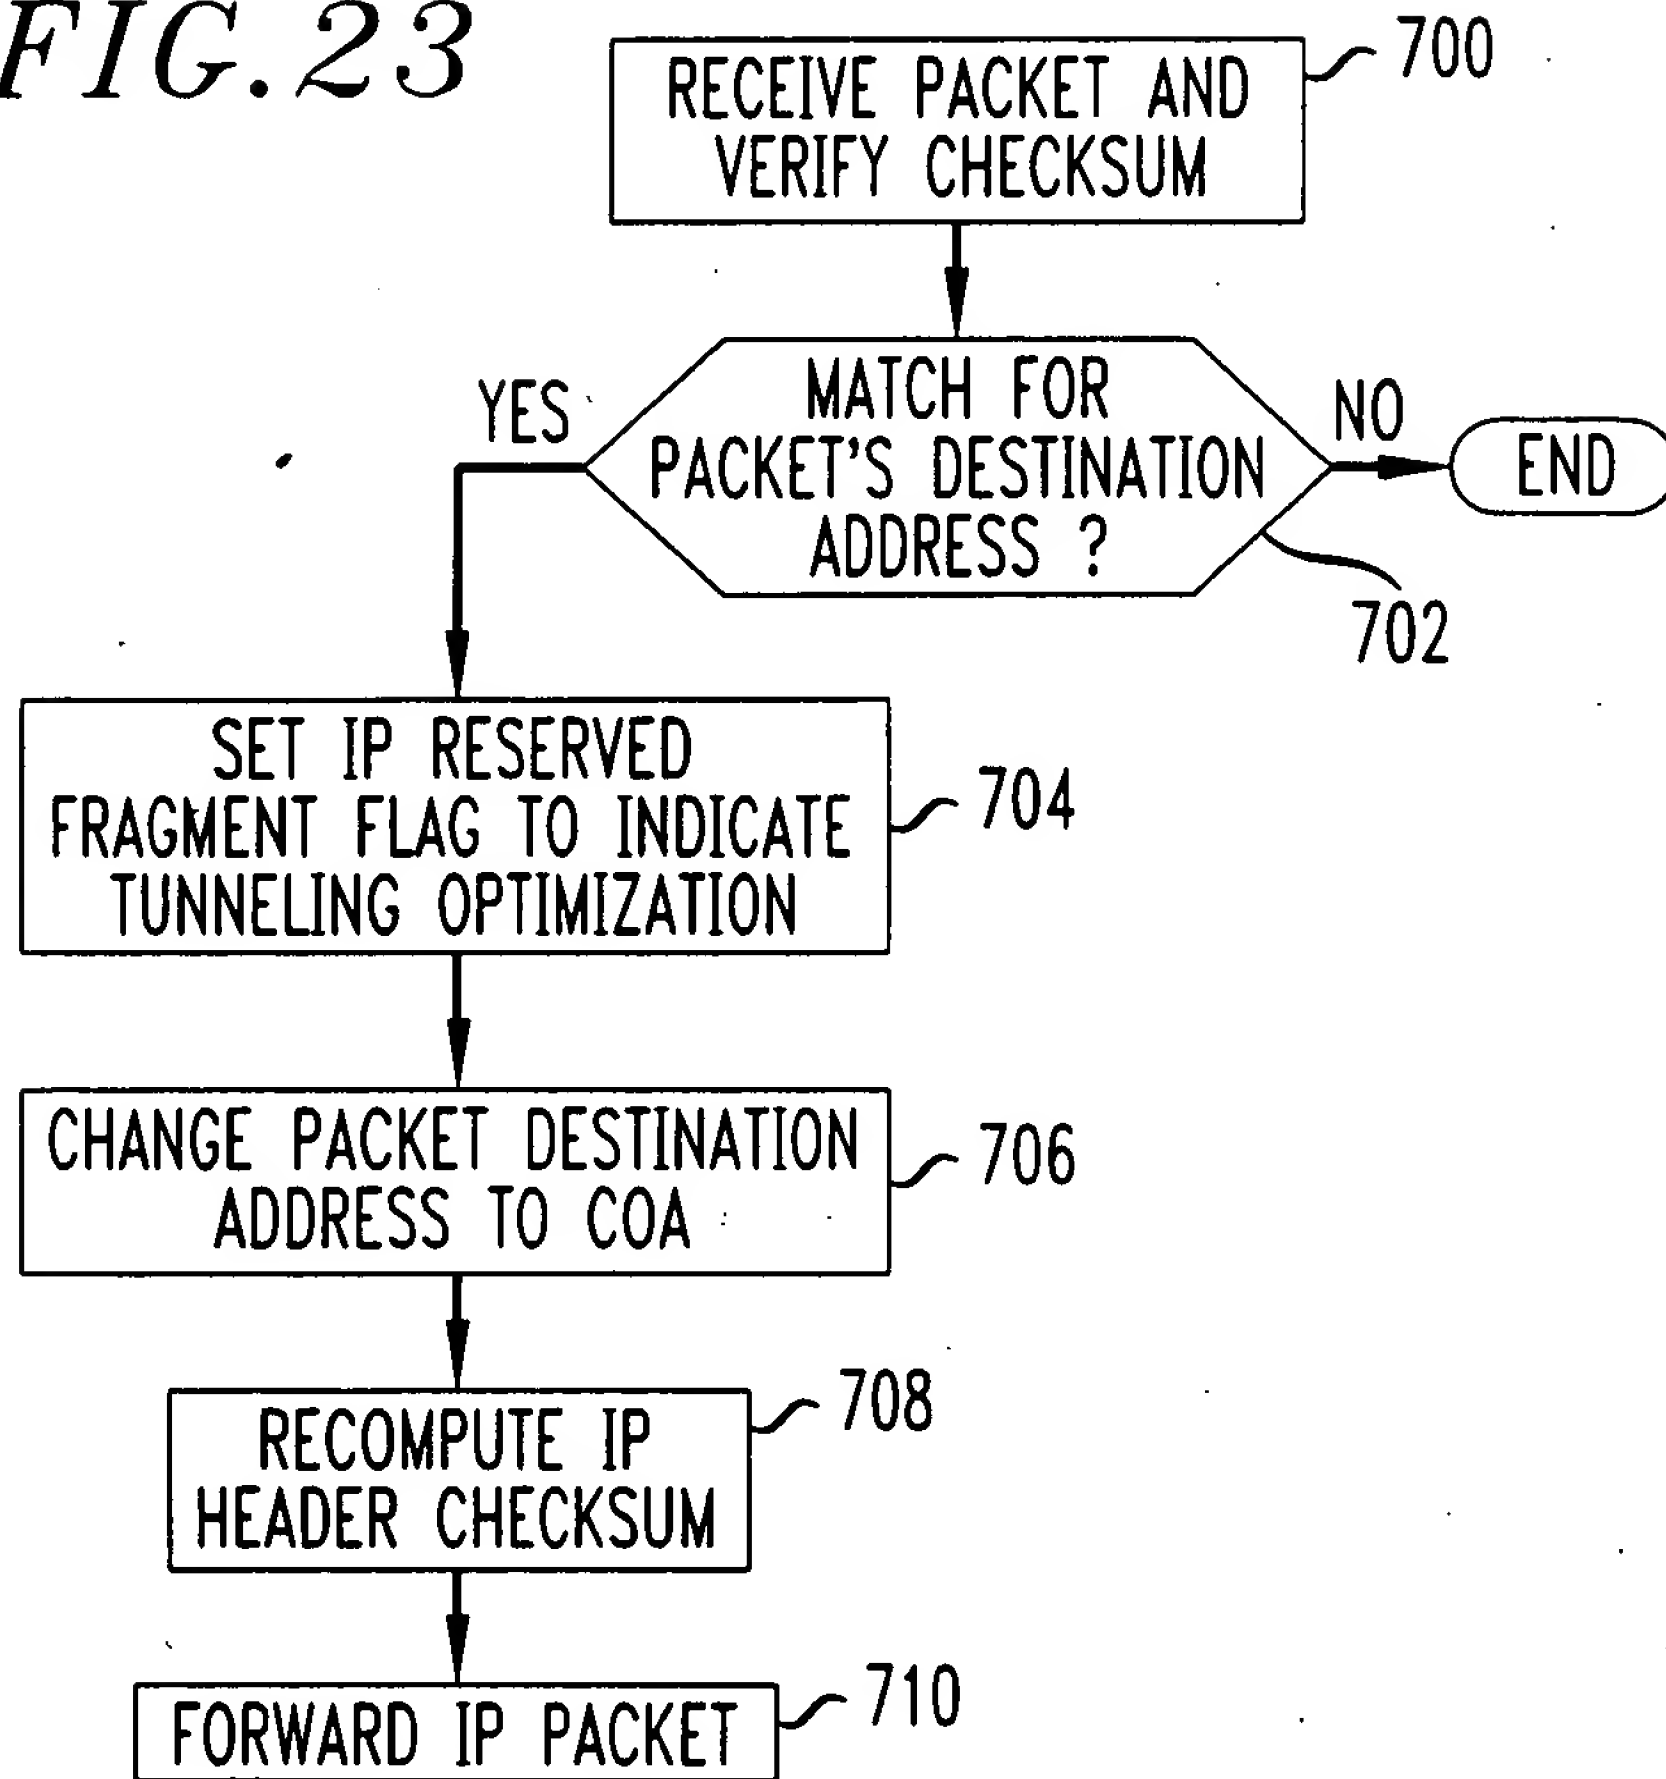 FIG. 23
RECEIVE PACKET AND
VERIFY CHECKSUM
700
MATCH FOR
PACKET'S DESTINATION
ADDRESS ?
702
YES
NO
END
SET IP RESERVED
FRAGMENT FLAG TO INDICATE
TUNNELING OPTIMIZATION
704
CHANGE PACKET DESTINATION
ADDRESS TO COA
706
RECOMPUTE IP
HEADER CHECKSUM
708
FORWARD IP PACKET
710